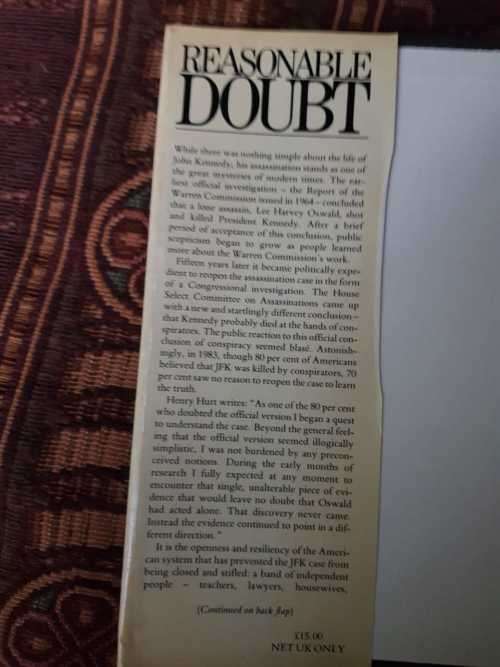 REASONABLE
DOUBT
While there was nothing simple about the life of
John Kennedy, his assassination stands as one of
the great mysteries of modern times. The ear-
liest official investigation – the Report of the
Warren Commission issued in 1964 – concluded
that a lone assassin, Lee Harvey Oswald, shot
and killed President Kennedy. After a brief
period of acceptance of this conclusion, public
scepticism began to grow as people learned
more about the Warren Commission's work.
Fifteen years later it became politically expe-
dient to reopen the assassination case in the form
of a Congressional investigation. The House
Select Committee on Assassinations came up
with a new and startlingly different conclusion –
that Kennedy probably died at the hands of con-
spirators. The public reaction to this official con-
clusion of conspiracy seemed blasé. Astonish-
ingly, in 1983, though 80 per cent of Americans
believed that JFK was killed by conspirators, 70
per cent saw no reason to reopen the case to learn
the truth.
Henry Hurt writes: "As one of the 80 per cent
who doubted the official version I began a quest
to understand the case. Beyond the general feel-
ing that the official version seemed illogically
simplistic, I was not burdened by any precon-
ceived notions. During the early months of
research I fully expected at any moment to
encounter that single, unalterable piece of evi-
dence that would leave no doubt that Oswald
had acted alone. That discovery never came.
Instead the evidence continued to point in a dif-
ferent direction."
It is the openness and resiliency of the Ameri-
can system that has prevented the JFK case from
being closed and stifled: a band of independent
people – teachers, lawyers, housewives,
(Continued on back flap)
£15.00
NET UK ONLY